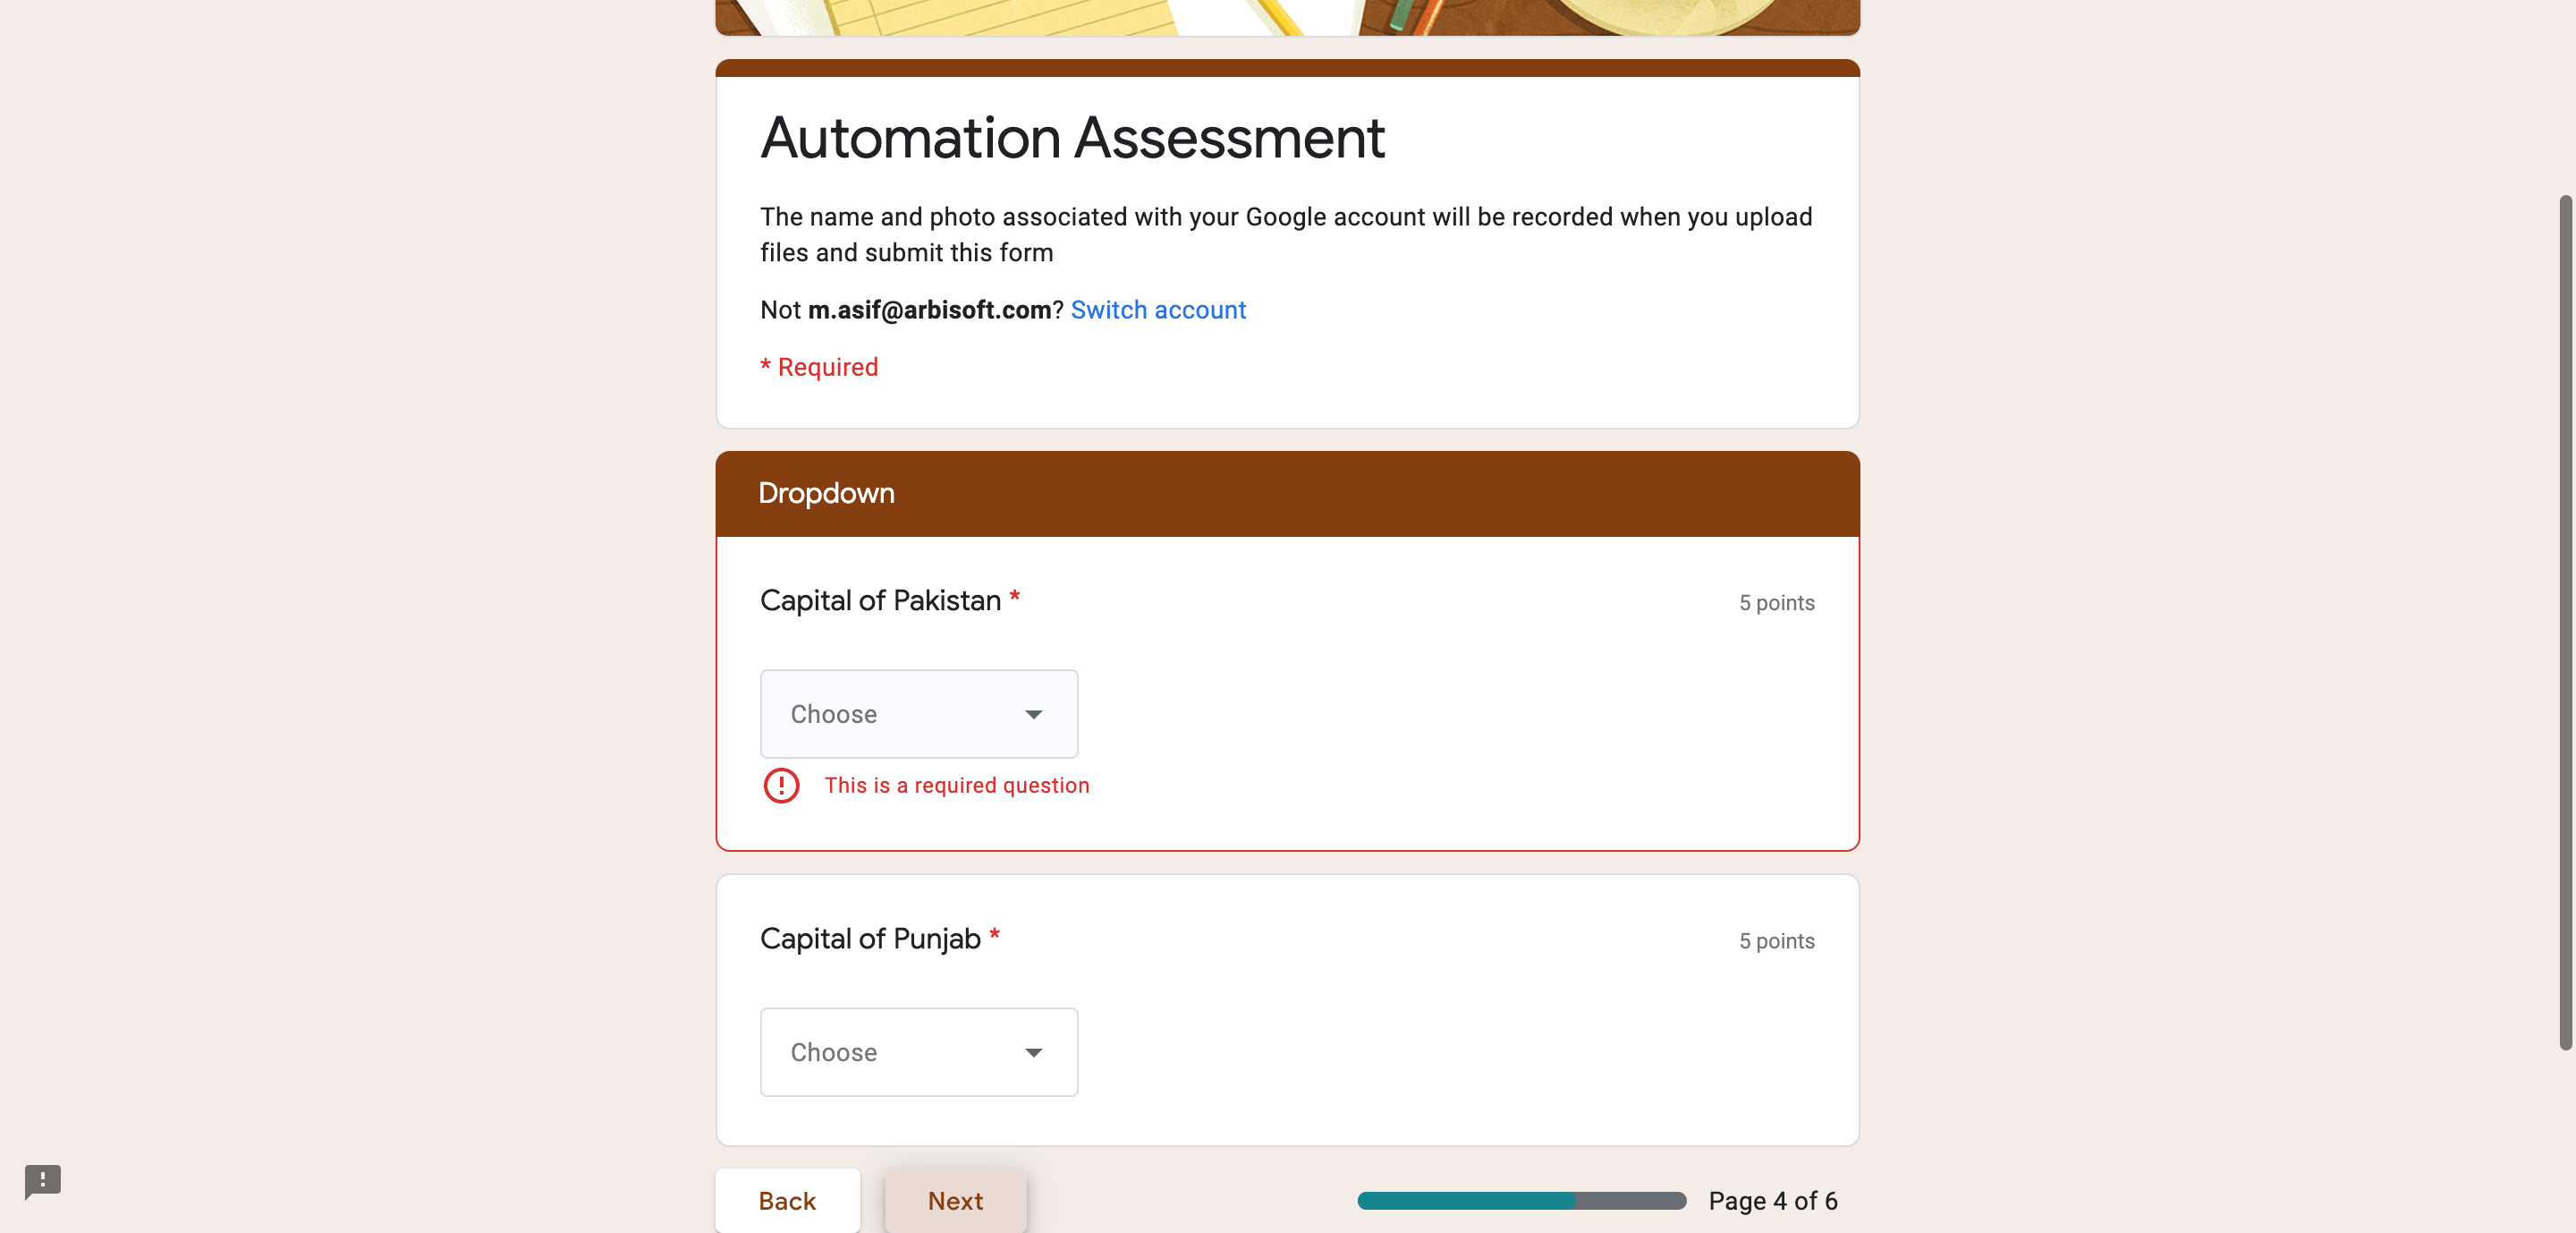 Automation Assessment
The name and photo associated with your Google account will be recorded when you upload
files and submit this form
Not m.asif@arbisoft.com? Switch account
* Required
Dropdown
Capital of Pakistan *
5 points
Choose
This is a required question
Capital of Punjab *
5 points
Choose
Back
Next
Page 4 of 6